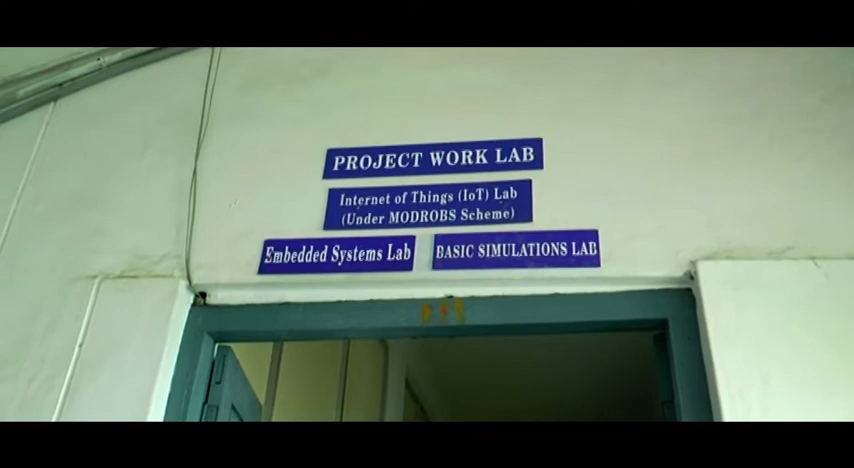 PROJECT WORK LAB
Internet of Things (IoT) Lab
(Under MODROBS Scheme)
Embedded Systems Lab
BASIC SIMULATIONS LAB